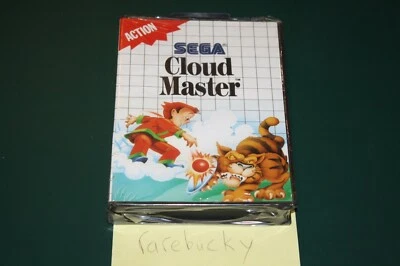 ACTION
SEGA
Cloud
Master
rarebucky